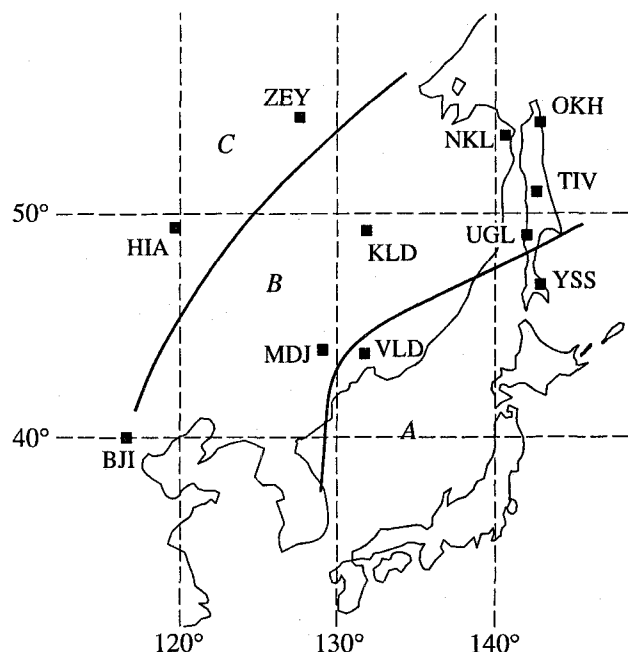 ZEY
OKH
C
NKL
TIV
50°
HIA
KLD
UGL
B
YSS
MDJ
VLD
40°
A
BJI
120°
130°
140°